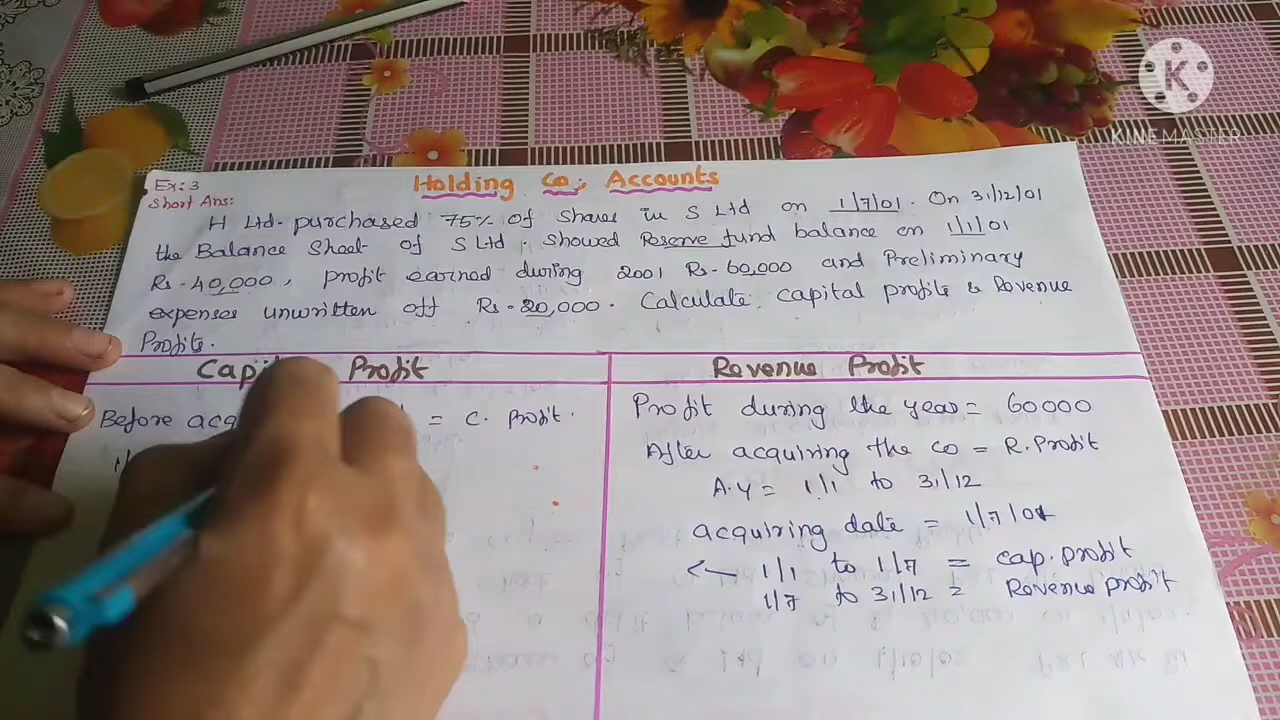 KINEMASTER
Ex: 3
Short Ans:
Holding Co; Accounts
H Ltd. purchased 75% of Shares in S Ltd on 1/7/01. On 31/12/01
the Balance Sheet of S Ltd; showed Reserve fund balance on 1/1/01
Rs. 40,000, profit earned during 2001 Rs. 60,000 and Preliminary
expenses unwritten off Rs. 20,000. Calculate capital profits & Revenue
Profits.
Profit
Revenue Profit
Before = C. Profit.
Profit during the year = 60000
After acquiring the co = R. Profit
A.Y = 1/1 to 31/12
acquiring date = 1/7/01
1/1 to 1/7 = cap. profit
1/7 to 31/12 = Revenue profit